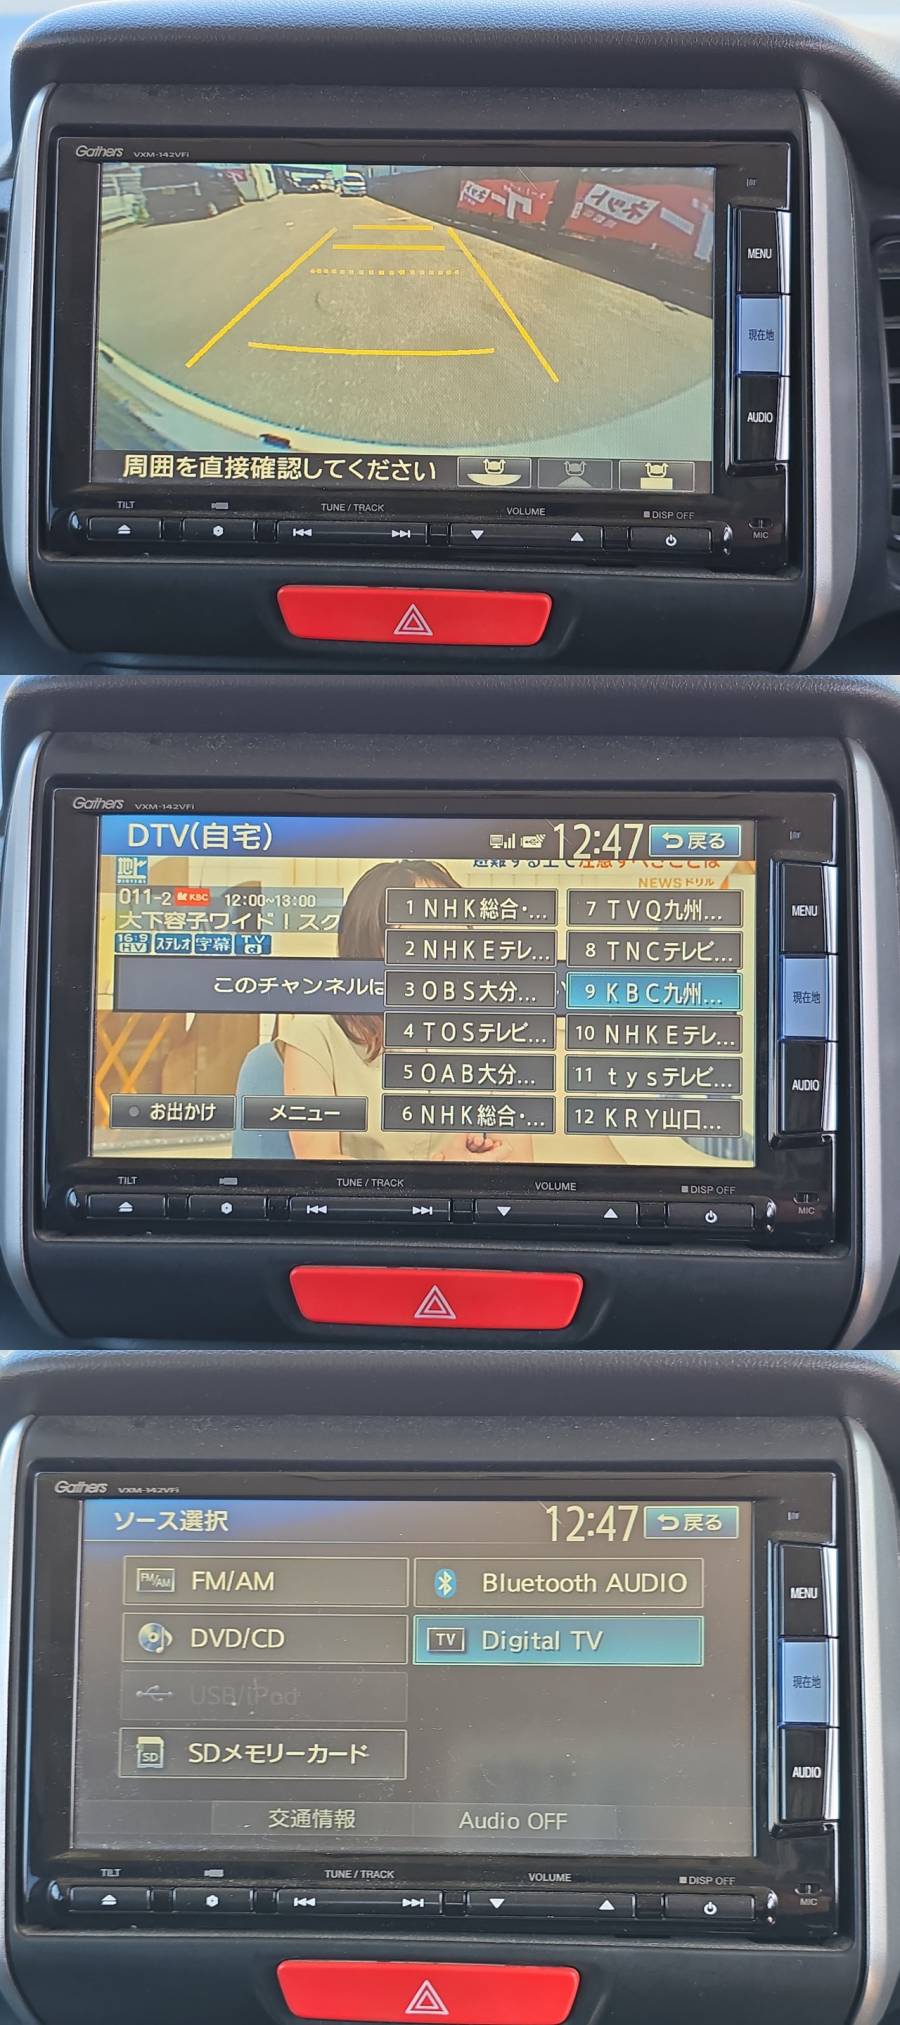 Gathers VXM-142VFi
MENU
現在地
AUDIO
周囲を直接確認してください
TILT
TUNE / TRACK
VOLUME
DISP OFF
MIC
Gathers VXM-142VFi
DTV(自宅)
12:47
戻る
NEWSドリル
011-2 KBC 12:00~13:00
大下容子ワイド!スク
16:9 HV ステレオ 字幕 TV
このチャンネルは
1 NHK総合・...
2 NHKEテレ...
3 OBS大分...
4 TOSテレビ...
5 OAB大分...
6 NHK総合・...
7 TVQ九州...
8 TNCテレビ...
9 KBC九州...
10 NHKEテレ...
11 tysテレビ...
12 KRY山口...
お出かけ
メニュー
MENU
現在地
AUDIO
TILT
TUNE / TRACK
VOLUME
DISP OFF
MIC
Gathers VXM-142VFi
ソース選択
12:47
戻る
FM/AM FM/AM
Bluetooth AUDIO
DVD/CD
TV Digital TV
USB/iPod
SD SDメモリーカード
交通情報
Audio OFF
MENU
現在地
AUDIO
TILT
TUNE / TRACK
VOLUME
DISP OFF
MIC